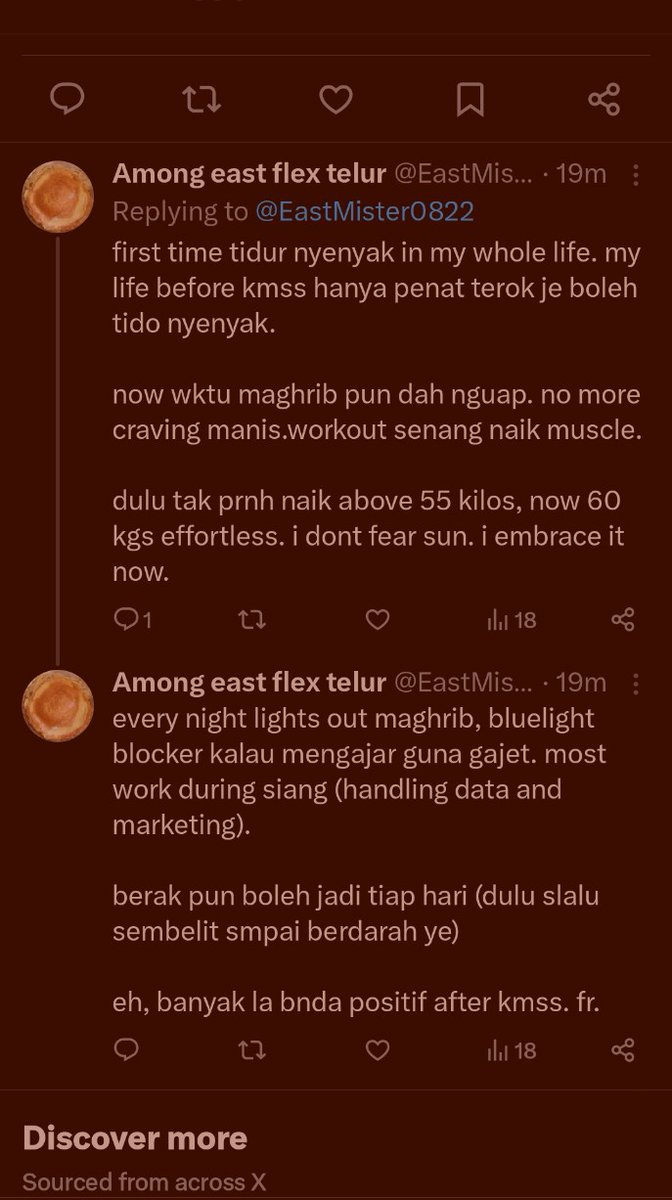 Among east flex telur @EastMis... · 19m
Replying to @EastMister0822
first time tidur nyenyak in my whole life. my
life before kmss hanya penat terok je boleh
tido nyenyak.
now wktu maghrib pun dah nguap. no more
craving manis.workout senang naik muscle.
dulu tak prnh naik above 55 kilos, now 60
kgs effortless. i dont fear sun. i embrace it
now.
1 18
Among east flex telur @EastMis... · 19m
every night lights out maghrib, bluelight
blocker kalau mengajar guna gajet. most
work during siang (handling data and
marketing).
berak pun boleh jadi tiap hari (dulu slalu
sembelit smpai berdarah ye)
eh, banyak la bnda positif after kmss. fr.
18
Discover more
Sourced from across X